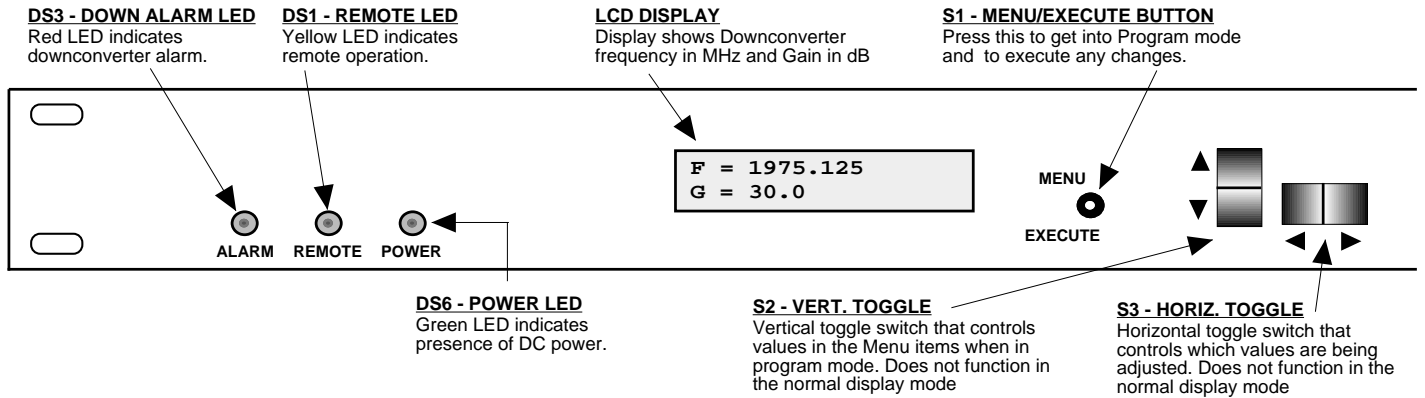 DS3 - DOWN ALARM LED
Red LED indicates
downconverter alarm.
DS1 - REMOTE LED
Yellow LED indicates
remote operation.
LCD DISPLAY
Display shows Downconverter
frequency in MHz and Gain in dB
S1 - MENU/EXECUTE BUTTON
Press this to get into Program mode
and to execute any changes.
F = 1975.125
G = 30.0
MENU
EXECUTE
ALARM
REMOTE
POWER
DS6 - POWER LED
Green LED indicates
presence of DC power.
S2 - VERT. TOGGLE
Vertical toggle switch that controls
values in the Menu items when in
program mode. Does not function in
the normal display mode
S3 - HORIZ. TOGGLE
Horizontal toggle switch that
controls which values are being
adjusted. Does not function in the
normal display mode